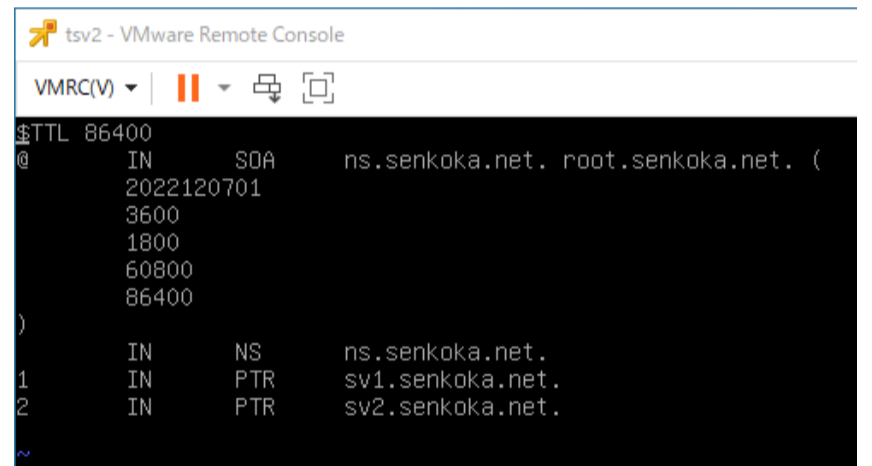 tsv2 - VMware Remote Console
VMRC(V)
$TTL 86400
@ IN SOA ns.senkoka.net. root.senkoka.net. (
2022120701
3600
1800
60800
86400
)
IN NS ns.senkoka.net.
1 IN PTR sv1.senkoka.net.
2 IN PTR sv2.senkoka.net.
~